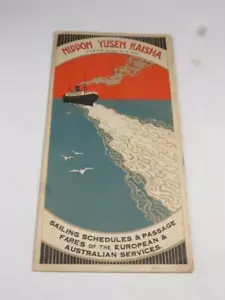 NIPPON YUSEN KAISHA
SAILING SCHEDULES & PASSAGE
FARES OF THE EUROPEAN &
AUSTRALIAN SERVICES.